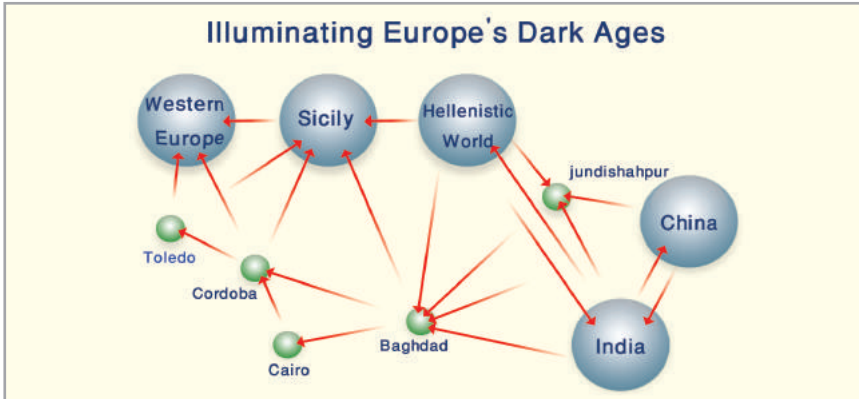 Illuminating Europe's Dark Ages
Western
Europe
Sicily
Hellenistic
World
jundishahpur
China
Toledo
Cordoba
Cairo
Baghdad
India